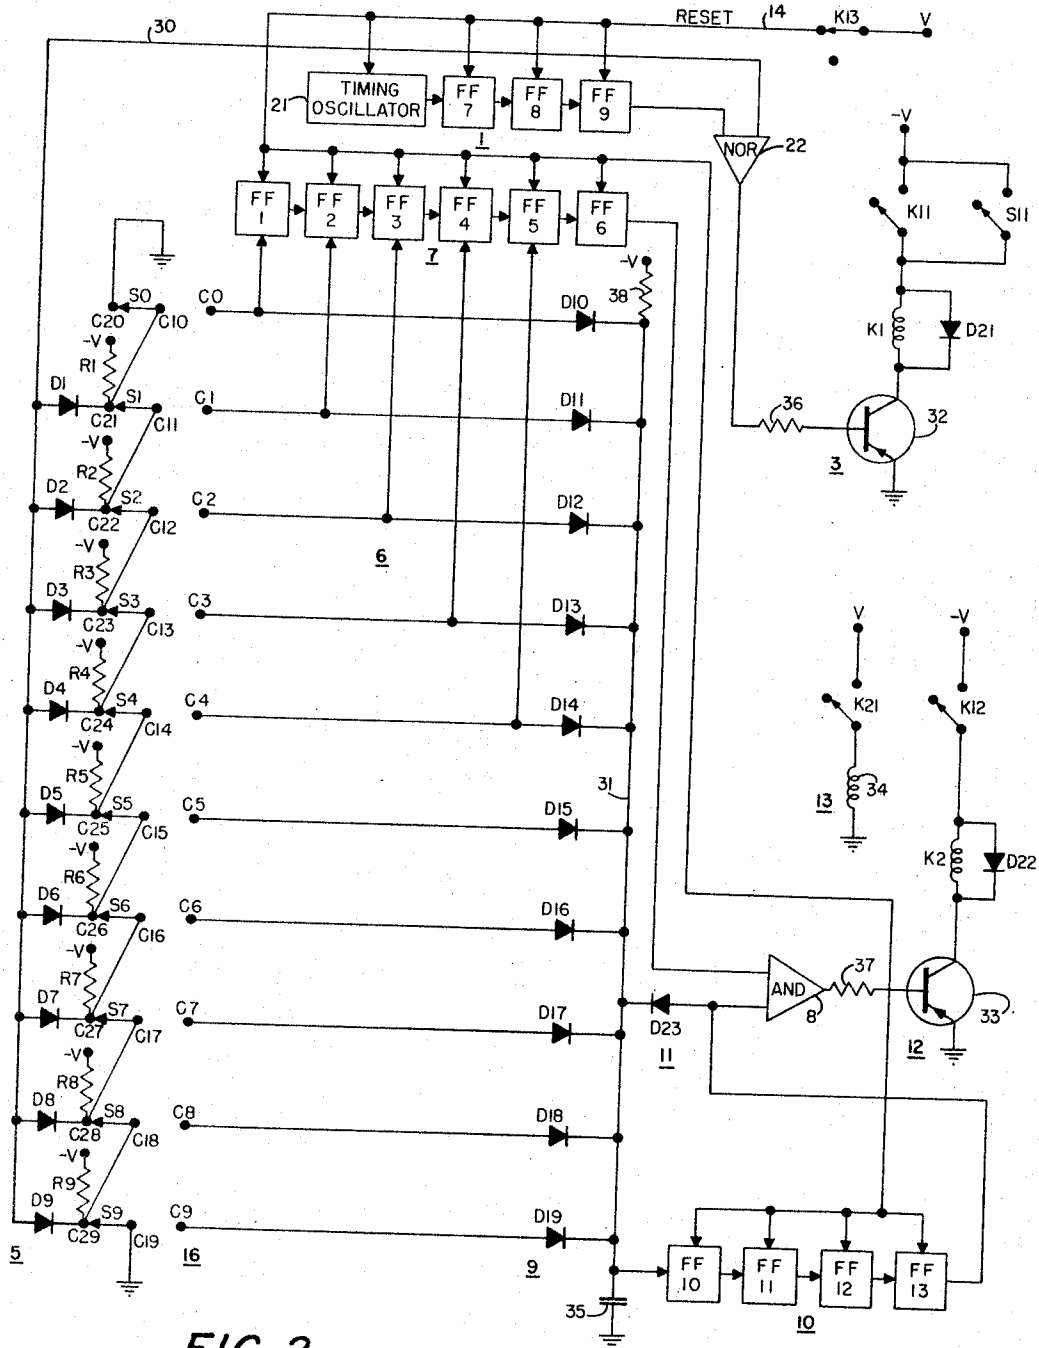 RESET 14 K13 V
30
21 TIMING OSCILLATOR FF 7 FF 8 FF 9
1
NOR 22
-V
FF 1 FF 2 FF 3 FF 4 FF 5 FF 6
7
K11 S11
-V
38
S0 C0 D10
C20 C10
-V
R1
K1 D21
D1 S1 C1 D11
C21 C11
36 32
3
-V
R2
D2 S2 C2 D12
C22 C12
6
-V
R3
D3 S3 C3 D13
C23 C13
V -V
-V
R4
D4 S4 C4 D14
C24 C14
K21 K12
-V
R5
31
13 34
D5 S5 C5 D15
C25 C15
-V
R6
K2 D22
D6 S6 C6 D16
C26 C16
-V
R7
AND 8 37 33
D7 S7 C7 D17
C27 C17
D23
11 12
-V
R8
D8 S8 C8 D18
C28 C18
-V
R9
D9 S9 C9 D19
C29 C19
5 16 9
FF 10 FF 11 FF 12 FF 13
35
10